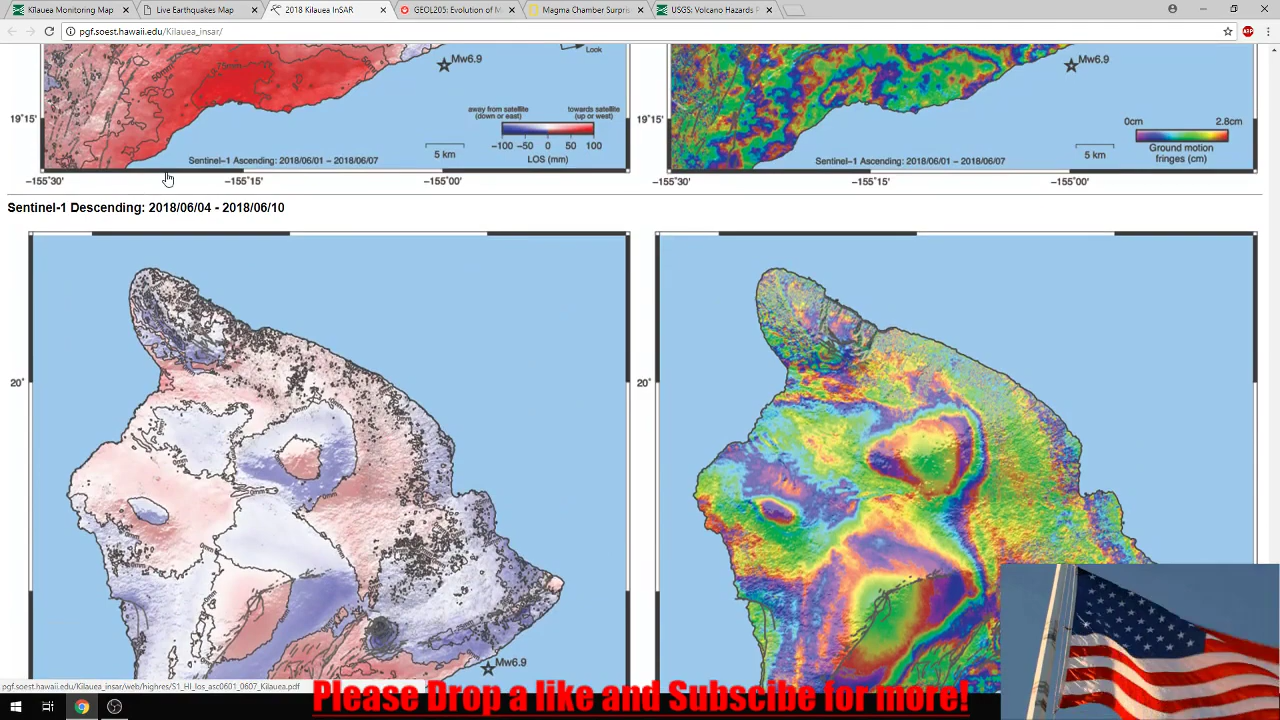 Kilauea Monitoring Map
Live Earthquakes Map
2018 Kilauea InSAR
GEOL205: Evolution of M
Magma Chamber Surpris
USGS: Volcano Hazards P
pgf.soest.hawaii.edu/Kilauea_insar/
50mm
75mm
50
Look
Mw6.9
19°15'
away from satellite
(down or east)
towards satellite
(up or west)
−100 −50 0 50 100
LOS (mm)
5 km
Sentinel−1 Ascending: 2018/06/01 − 2018/06/07
−155°30' −155°15' −155°00'
Mw6.9
19°15'
0cm 2.8cm
Ground motion
fringes (cm)
5 km
Sentinel−1 Ascending: 2018/06/01 − 2018/06/07
−155°30' −155°15' −155°00'
Sentinel-1 Descending: 2018/06/04 - 2018/06/10
20°
0mm
Mw6.9
20°
pgf.soest.hawaii.edu/Kilauea_insar/web/highres/S1_HI_los_asc0601_0607_Kilauea.pdf
Please Drop a like and Subscibe for more!